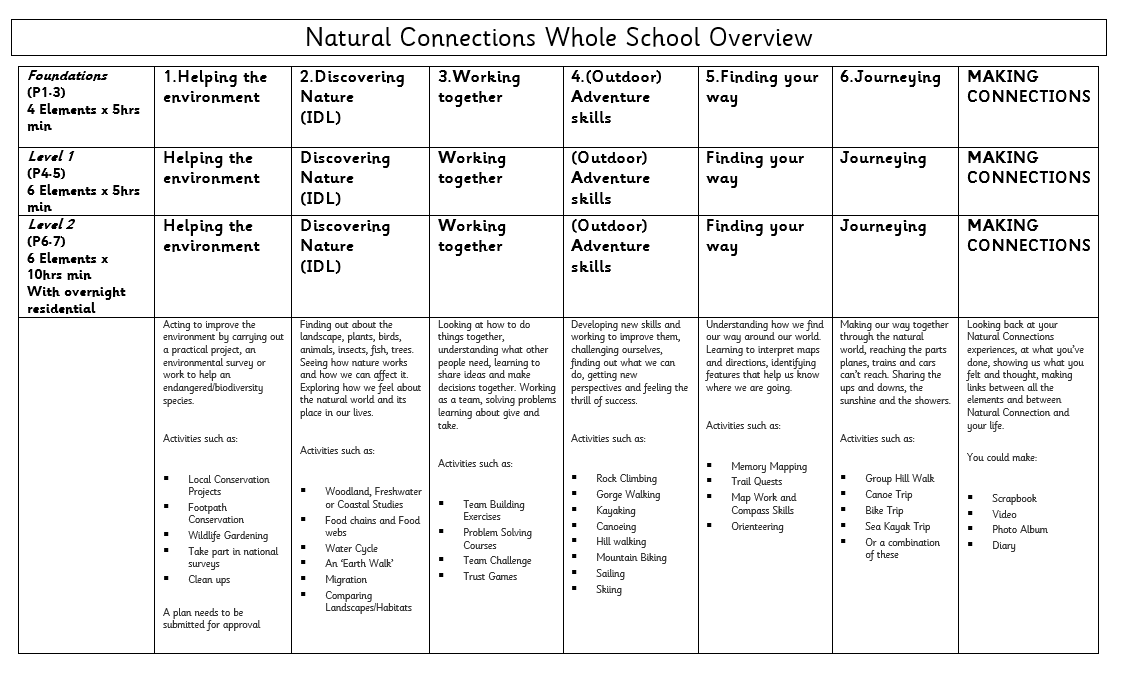 Natural Connections Whole School Overview
Foundations
(P1-3)
4 Elements x 5hrs
min
1.Helping the
environment
2.Discovering
Nature
(IDL)
3.Working
together
4.(Outdoor)
Adventure
skills
5.Finding your
way
6.Journeying
MAKING
CONNECTIONS
Level 1
(P4-5)
6 Elements x 5hrs
min
Helping the
environment
Discovering
Nature
(IDL)
Working
together
(Outdoor)
Adventure
skills
Finding your
way
Journeying
MAKING
CONNECTIONS
Level 2
(P6-7)
6 Elements x
10hrs min
With overnight
residential
Helping the
environment
Discovering
Nature
(IDL)
Working
together
(Outdoor)
Adventure
skills
Finding your
way
Journeying
MAKING
CONNECTIONS
Acting to improve the
environment by carrying out
a practical project, an
environmental survey or
work to help an
endangered/biodiversity
species.
Activities such as:
▪ Local Conservation
Projects
▪ Footpath
Conservation
▪ Wildlife Gardening
▪ Take part in national
surveys
▪ Clean ups
A plan needs to be
submitted for approval
Finding out about the
landscape, plants, birds,
animals, insects, fish, trees.
Seeing how nature works
and how we can affect it.
Exploring how we feel about
the natural world and its
place in our lives.
Activities such as:
▪ Woodland, Freshwater
or Coastal Studies
▪ Food chains and Food
webs
▪ Water Cycle
▪ An ‘Earth Walk’
▪ Migration
▪ Comparing
Landscapes/Habitats
Looking at how to do
things together,
understanding what other
people need, learning to
share ideas and make
decisions together. Working
as a team, solving problems
learning about give and
take.
Activities such as:
▪ Team Building
Exercises
▪ Problem Solving
Courses
▪ Team Challenge
▪ Trust Games
Developing new skills and
working to improve them,
challenging ourselves,
finding out what we can
do, getting new
perspectives and feeling the
thrill of success.
Activities such as:
▪ Rock Climbing
▪ Gorge Walking
▪ Kayaking
▪ Canoeing
▪ Hill walking
▪ Mountain Biking
▪ Sailing
▪ Skiing
Understanding how we find
our way around our world.
Learning to interpret maps
and directions, identifying
features that help us know
where we are going.
Activities such as:
▪ Memory Mapping
▪ Trail Quests
▪ Map Work and
Compass Skills
▪ Orienteering
Making our way together
through the natural
world, reaching the parts
planes, trains and cars
can’t reach. Sharing the
ups and downs, the
sunshine and the showers.
Activities such as:
▪ Group Hill Walk
▪ Canoe Trip
▪ Bike Trip
▪ Sea Kayak Trip
▪ Or a combination
of these
Looking back at your
Natural Connections
experiences, at what you’ve
done, showing us what you
felt and thought, making
links between all the
elements and between
Natural Connection and
your life.
You could make:
▪ Scrapbook
▪ Video
▪ Photo Album
▪ Diary